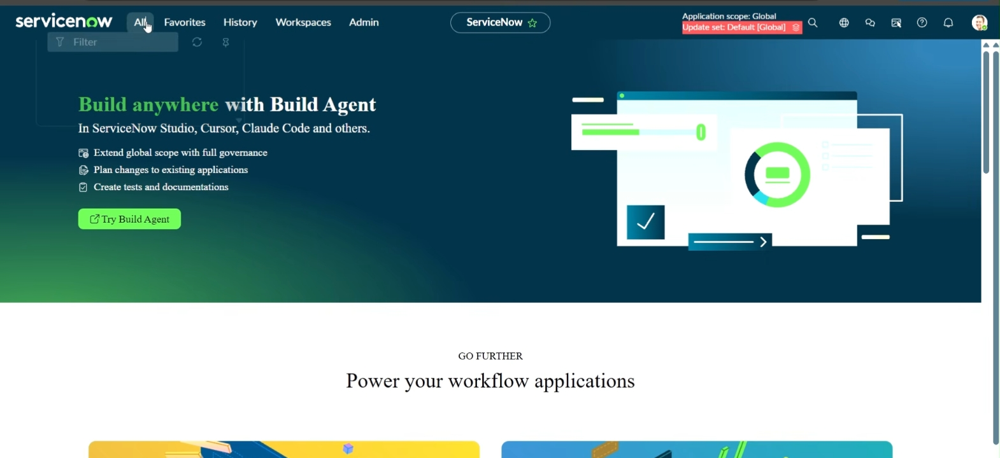 servicenow All Favorites History Workspaces Admin ServiceNow Application scope: Global
Update set: Default [Global]
Filter
Build anywhere with Build Agent
In ServiceNow Studio, Cursor, Claude Code and others.
Extend global scope with full governance
Plan changes to existing applications
Create tests and documentations
Try Build Agent
GO FURTHER
Power your workflow applications